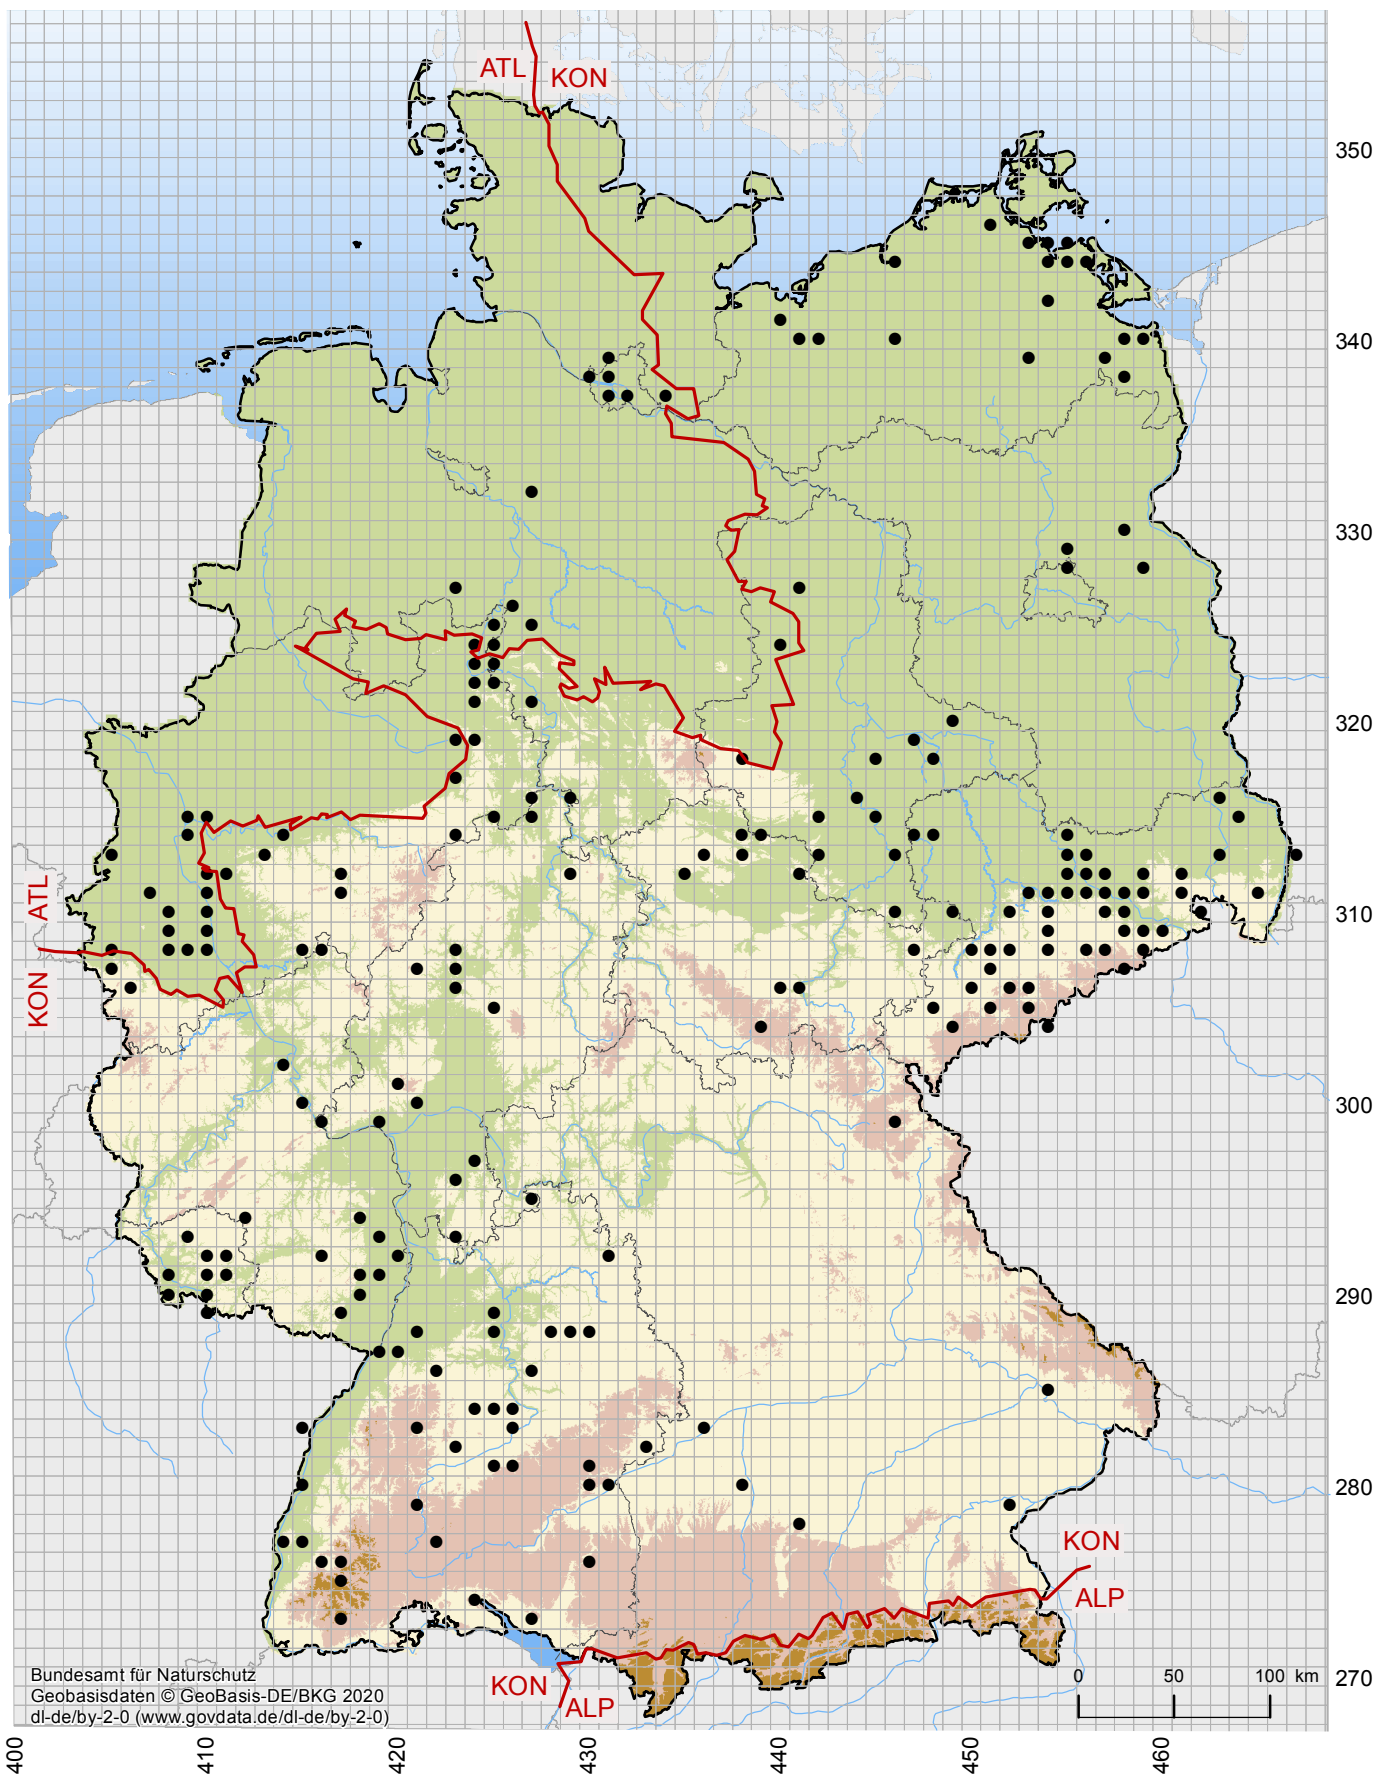 ATL KON
350
340
330
320
310
300
290
280
270
ATL
KON
KON
ALP
KON
ALP
Bundesamt für Naturschutz
Geobasisdaten © GeoBasis-DE/BKG 2020
dl-de/by-2-0 (www.govdata.de/dl-de/by-2-0)
0 50 100 km
400 410 420 430 440 450 460